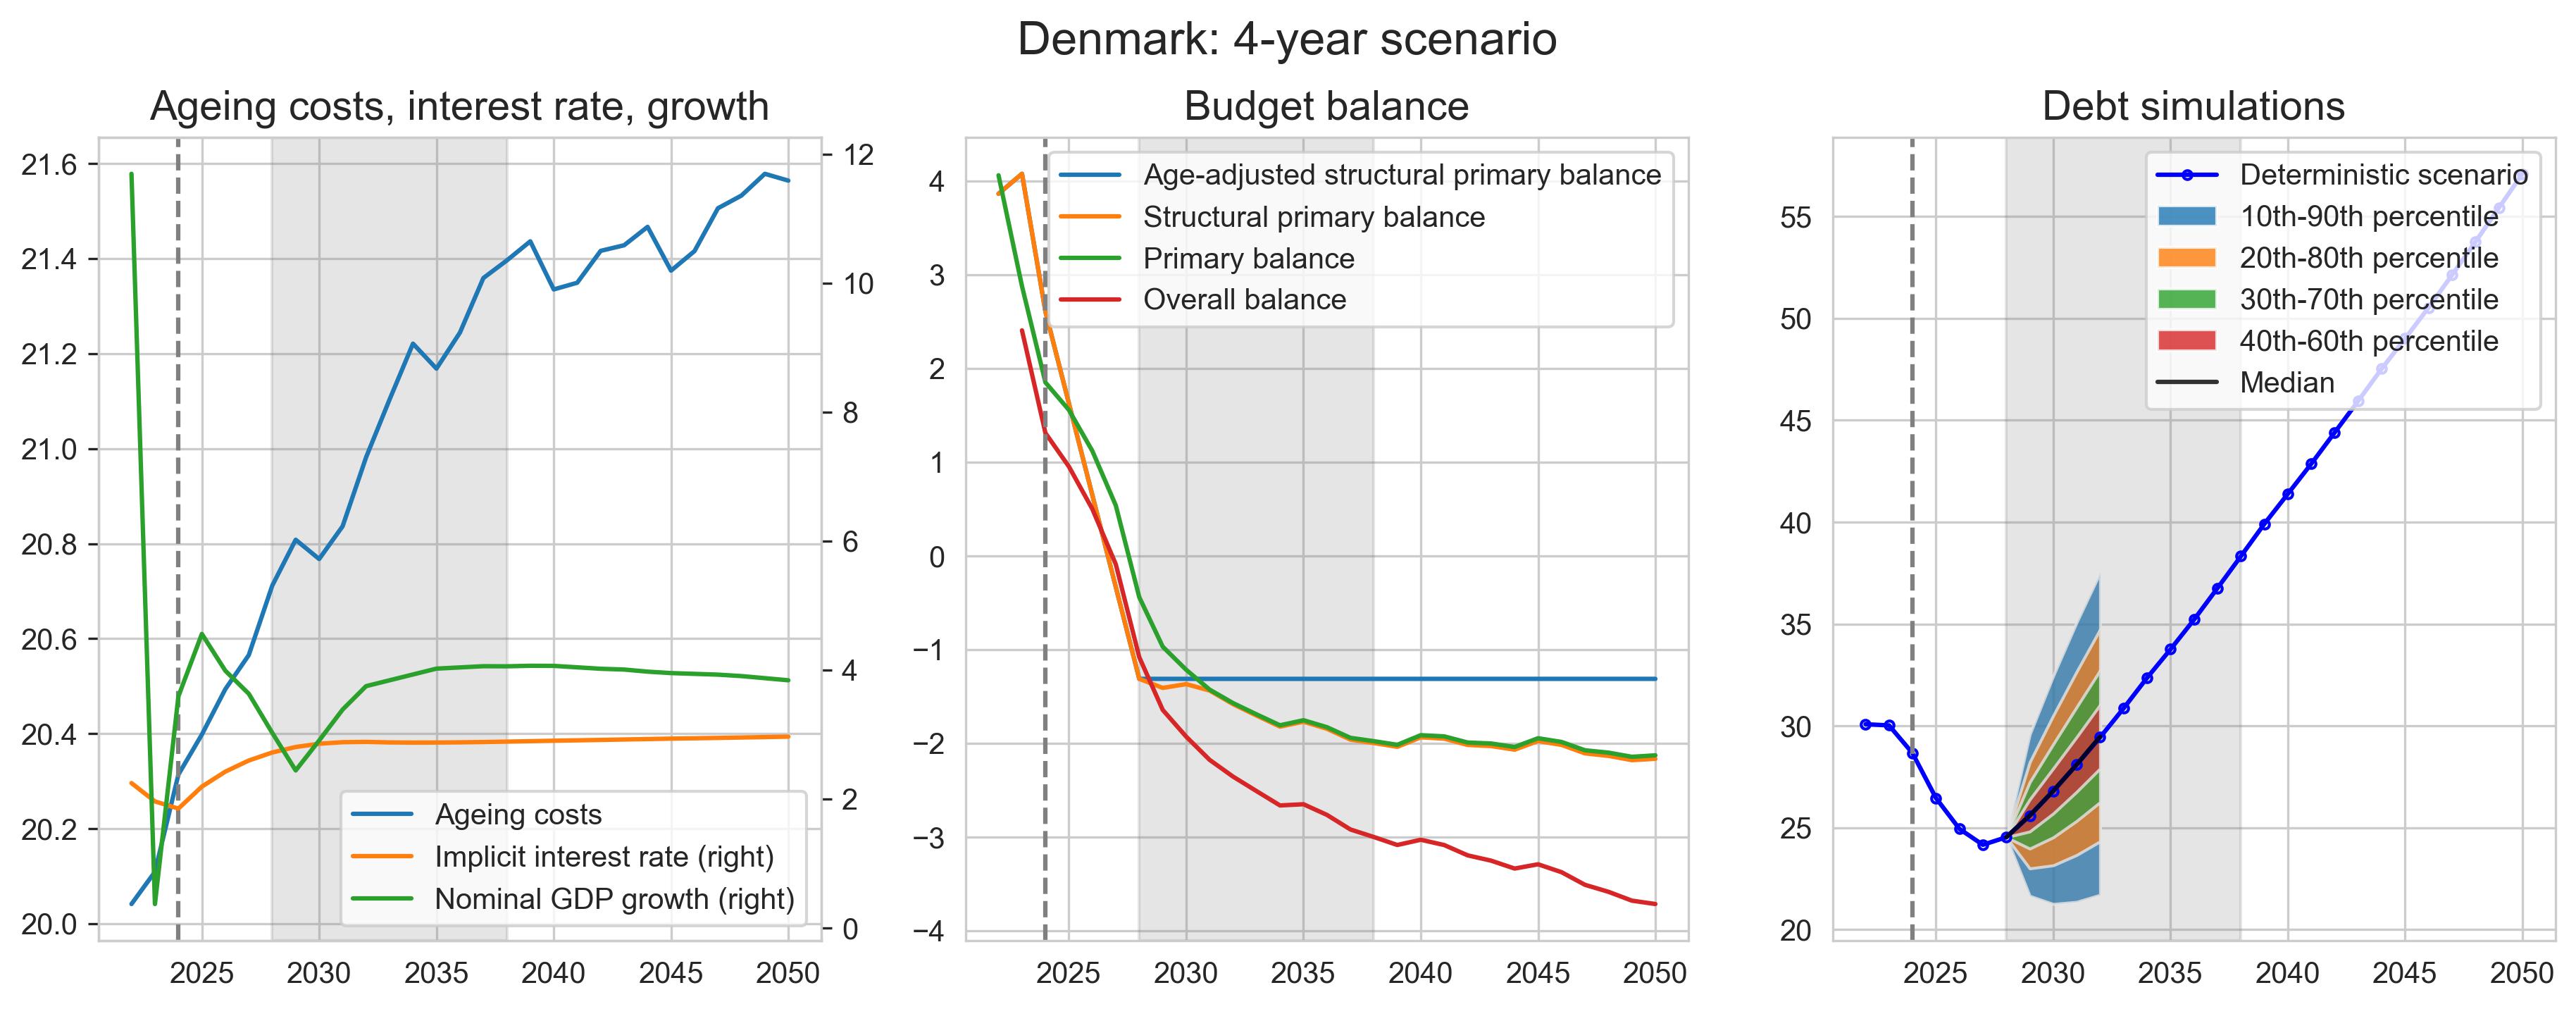 Denmark: 4-year scenario
Ageing costs, interest rate, growth
21.6
21.4
21.2
21.0
20.8
20.6
20.4
20.2
20.0
12
10
8
6
4
2
0
Ageing costs
Implicit interest rate (right)
Nominal GDP growth (right)
2025 2030 2035 2040 2045 2050
Budget balance
4
3
2
1
0
−1
−2
−3
−4
Age-adjusted structural primary balance
Structural primary balance
Primary balance
Overall balance
2025 2030 2035 2040 2045 2050
Debt simulations
55
50
45
40
35
30
25
20
Deterministic scenario
10th-90th percentile
20th-80th percentile
30th-70th percentile
40th-60th percentile
Median
2025 2030 2035 2040 2045 2050